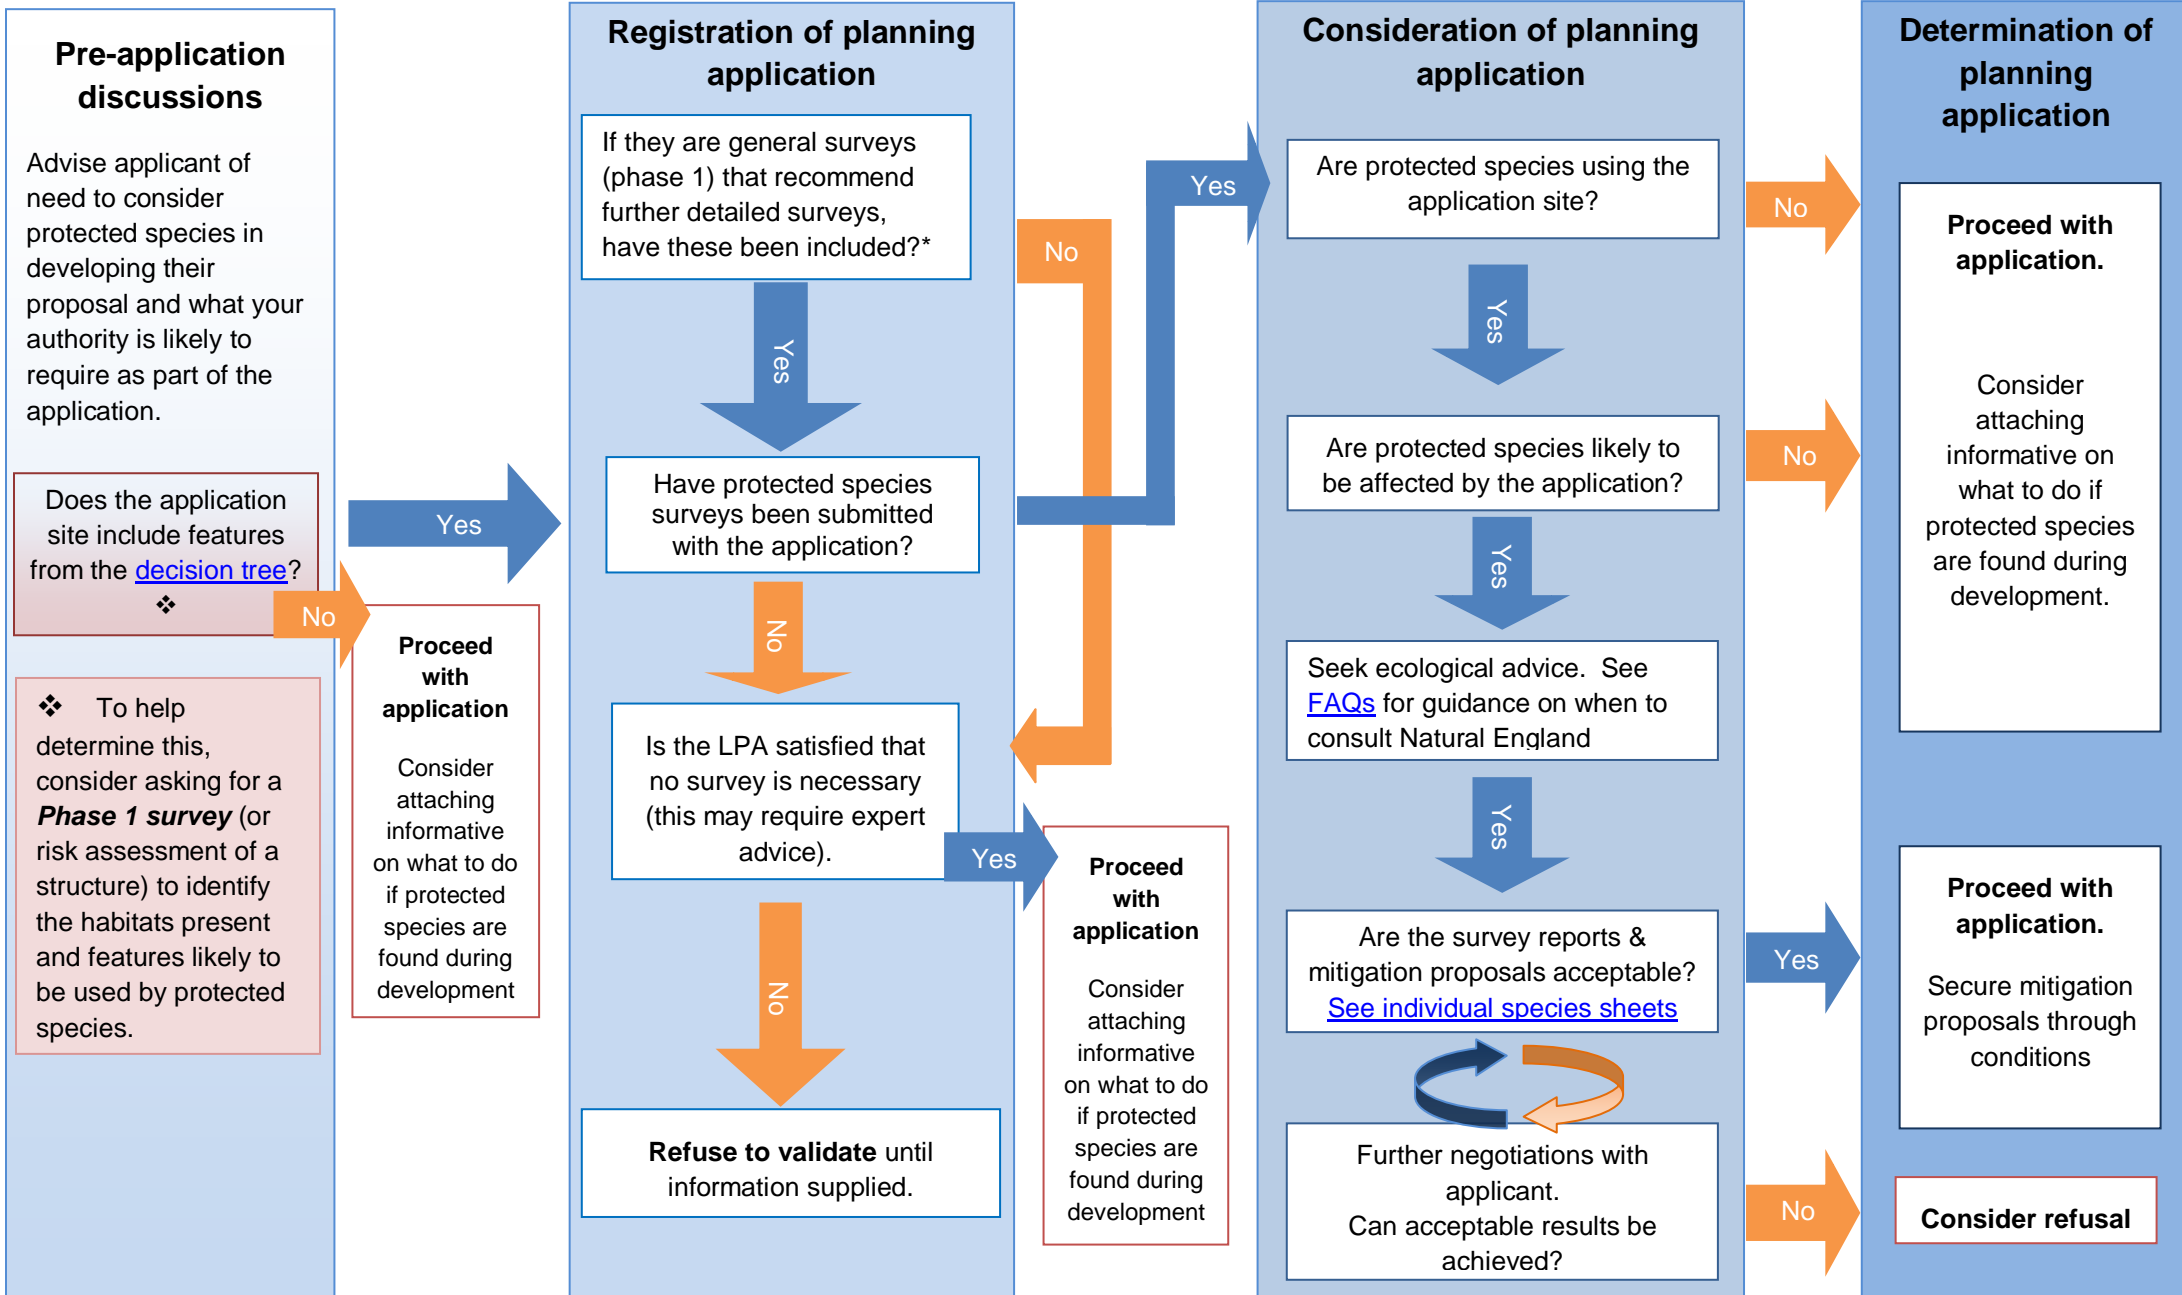 Pre-application
discussions
Advise applicant of
need to consider
protected species in
developing their
proposal and what your
authority is likely to
require as part of the
application.
Does the application
site include features
from the decision tree?
❖
Yes
No
❖ To help
determine this,
consider asking for a
Phase 1 survey (or
risk assessment of a
structure) to identify
the habitats present
and features likely to
be used by protected
species.
Proceed
with
application
Consider
attaching
informative
on what to do
if protected
species are
found during
development
Registration of planning
application
If they are general surveys
(phase 1) that recommend
further detailed surveys,
have these been included?*
No
Yes
Have protected species
surveys been submitted
with the application?
Yes
No
Is the LPA satisfied that
no survey is necessary
(this may require expert
advice).
Yes
No
Refuse to validate until
information supplied.
Proceed
with
application
Consider
attaching
informative
on what to do
if protected
species are
found during
development
Consideration of planning
application
Are protected species using the
application site?
No
Yes
Are protected species likely to
be affected by the application?
No
Yes
Seek ecological advice. See
FAQs for guidance on when to
consult Natural England
Yes
Are the survey reports &
mitigation proposals acceptable?
See individual species sheets
Yes
Further negotiations with
applicant.
Can acceptable results be
achieved?
No
Determination of
planning
application
Proceed with
application.
Consider
attaching
informative on
what to do if
protected species
are found during
development.
Proceed with
application.
Secure mitigation
proposals through
conditions
Consider refusal